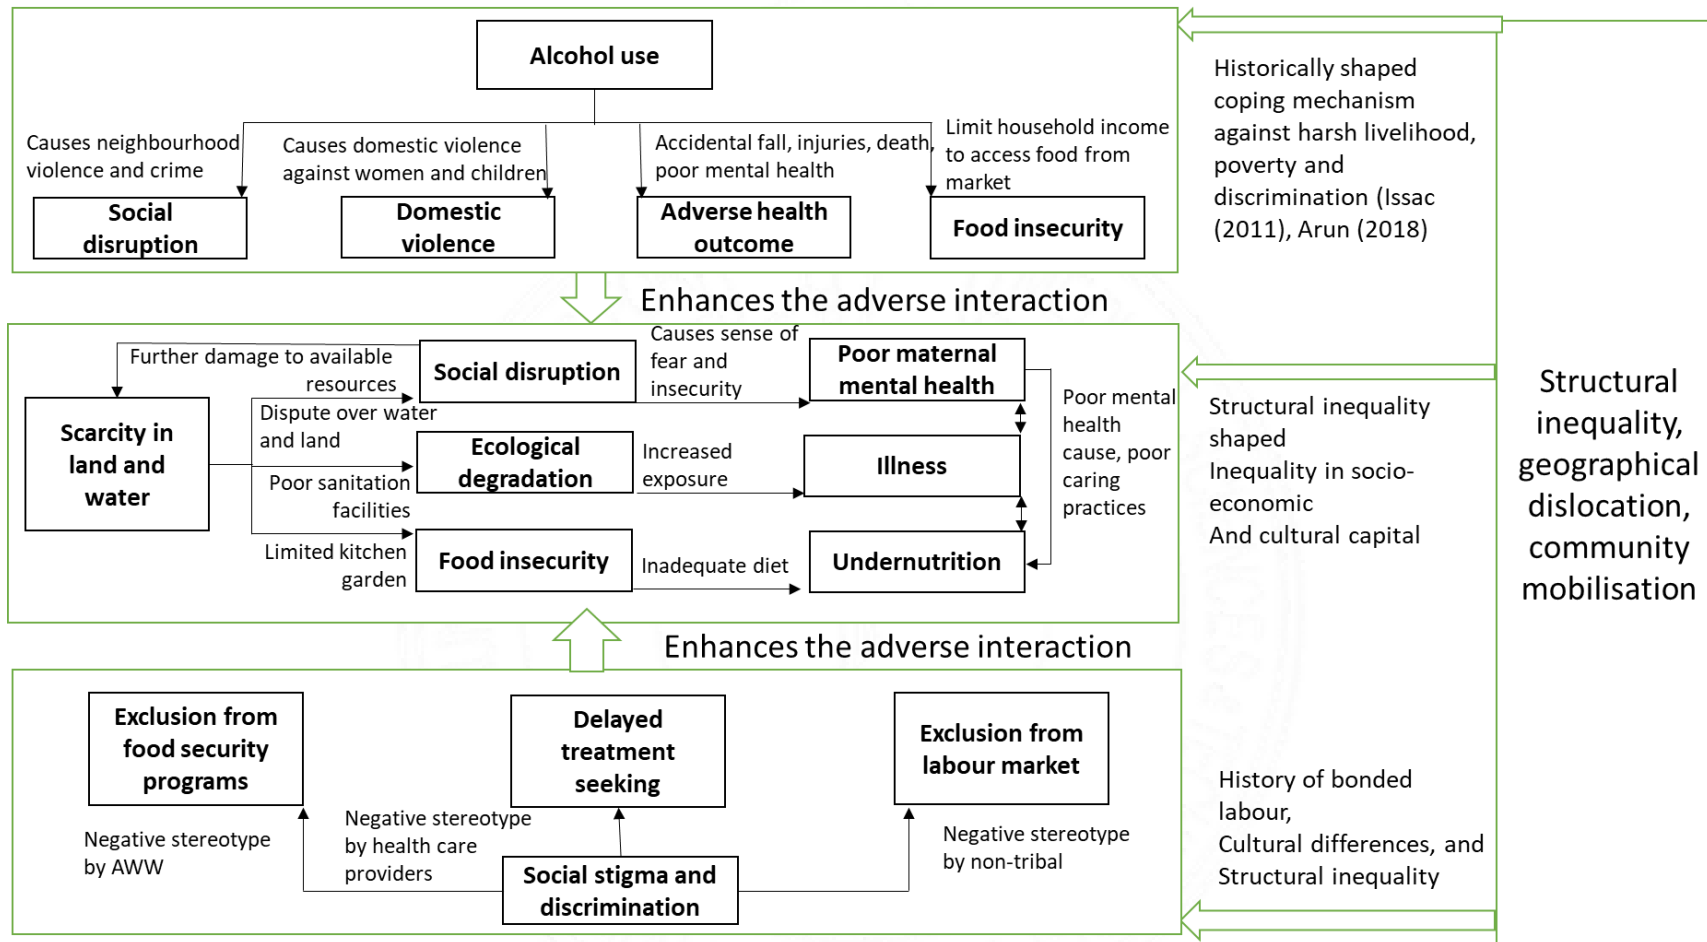 Alcohol use
Causes neighbourhood
violence and crime
Causes domestic violence
against women and children
Accidental fall, injuries, death,
poor mental health
Limit household income
to access food from
market
Social
disruption
Domestic
violence
Adverse health
outcome
Food insecurity
Historically shaped
coping mechanism
against harsh livelihood,
poverty and
discrimination (Issac
(2011), Arun (2018)
Enhances the adverse interaction
Further damage to available
resources
Social disruption
Causes sense of
fear and
insecurity
Poor maternal
mental health
Scarcity in
land and
water
Dispute over water
and land
Ecological
degradation
Increased
exposure
Illness
Poor mental
health
cause, poor
caring
practices
Poor sanitation
facilities
Limited kitchen
garden
Food insecurity
Inadequate diet
Undernutrition
Structural inequality
shaped
Inequality in socio-
economic
And cultural capital
Structural
inequality,
geographical
dislocation,
community
mobilisation
Enhances the adverse interaction
Exclusion from
food security
programs
Delayed
treatment
seeking
Exclusion from
labour market
Negative stereotype
by AWW
Negative stereotype
by health care
providers
Negative stereotype
by non-tribal
Social stigma and
discrimination
History of bonded
labour,
Cultural differences, and
Structural inequality